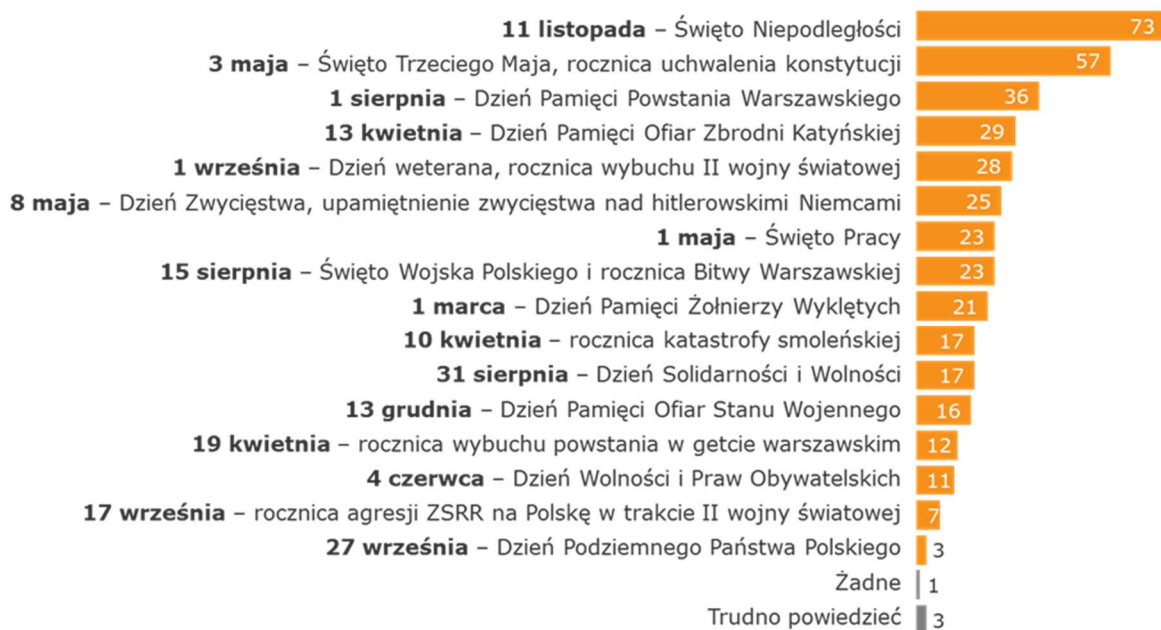 11 listopada – Święto Niepodległości 73
3 maja – Święto Trzeciego Maja, rocznica uchwalenia konstytucji 57
1 sierpnia – Dzień Pamięci Powstania Warszawskiego 36
13 kwietnia – Dzień Pamięci Ofiar Zbrodni Katyńskiej 29
1 września – Dzień weterana, rocznica wybuchu II wojny światowej 28
8 maja – Dzień Zwycięstwa, upamiętnienie zwycięstwa nad hitlerowskimi Niemcami 25
1 maja – Święto Pracy 23
15 sierpnia – Święto Wojska Polskiego i rocznica Bitwy Warszawskiej 23
1 marca – Dzień Pamięci Żołnierzy Wyklętych 21
10 kwietnia – rocznica katastrofy smoleńskiej 17
31 sierpnia – Dzień Solidarności i Wolności 17
13 grudnia – Dzień Pamięci Ofiar Stanu Wojennego 16
19 kwietnia – rocznica wybuchu powstania w getcie warszawskim 12
4 czerwca – Dzień Wolności i Praw Obywatelskich 11
17 września – rocznica agresji ZSRR na Polskę w trakcie II wojny światowej 7
27 września – Dzień Podziemnego Państwa Polskiego 3
Żadne 1
Trudno powiedzieć 3